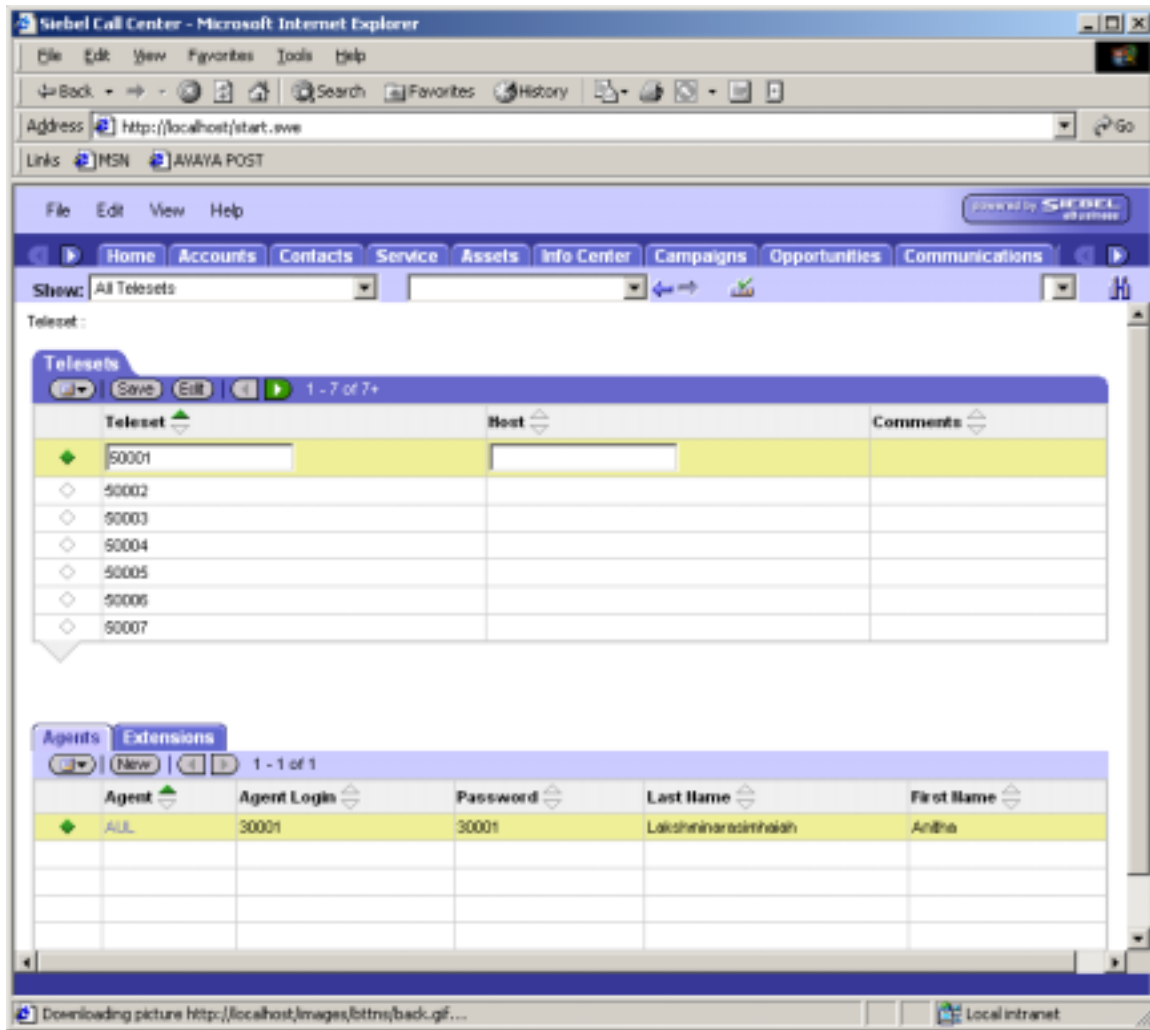 Siebel Call Center - Microsoft Internet Explorer
File Edit View Favorites Tools Help
Back Search Favorites History
Address http://localhost/start.swe Go
Links MSN AVAYA POST
File Edit View Help powered by SIEBEL eBusiness
Home Accounts Contacts Service Assets Info Center Campaigns Opportunities Communications
Show: All Telesets
Teleset :
Telesets
Save Edit 1 - 7 of 7+
Teleset Host Comments
50001
50002
50003
50004
50005
50006
50007
Agents Extensions
New 1 - 1 of 1
Agent Agent Login Password Last Name First Name
AUL 30001 30001 Lakshminarasimhaiah Anitha
Downloading picture http://localhost/images/bttns/back.gif... Local intranet